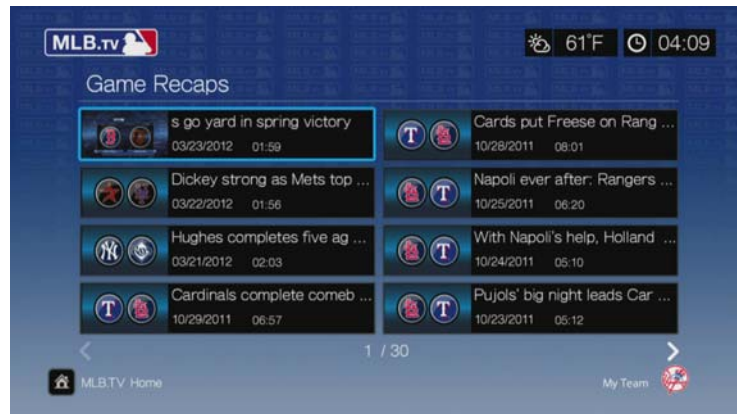 MLB.TV
61°F
04:09
Game Recaps
s go yard in spring victory
03/23/2012 01:59
Cards put Freese on Rang ...
10/28/2011 08:01
Dickey strong as Mets top ...
03/22/2012 01:56
Napoli ever after: Rangers ...
10/25/2011 06:20
Hughes completes five ag ...
03/21/2012 02:03
With Napoli's help, Holland ...
10/24/2011 05:10
Cardinals complete comeb ...
10/29/2011 06:57
Pujols' big night leads Car ...
10/23/2011 05:12
1 / 30
MLB.TV Home
My Team